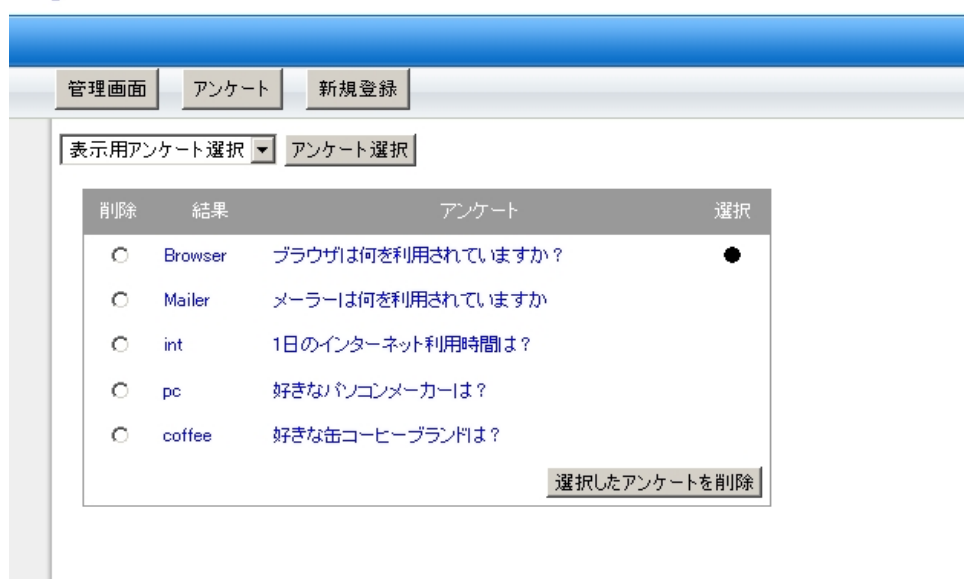 管理画面 アンケート 新規登録
表示用アンケート選択 アンケート選択
削除 結果 アンケート 選択
Browser ブラウザは何を利用されていますか?
Mailer メーラーは何を利用されていますか
int 1日のインターネット利用時間は?
pc 好きなパソコンメーカーは?
coffee 好きな缶コーヒーブランドは?
選択したアンケートを削除